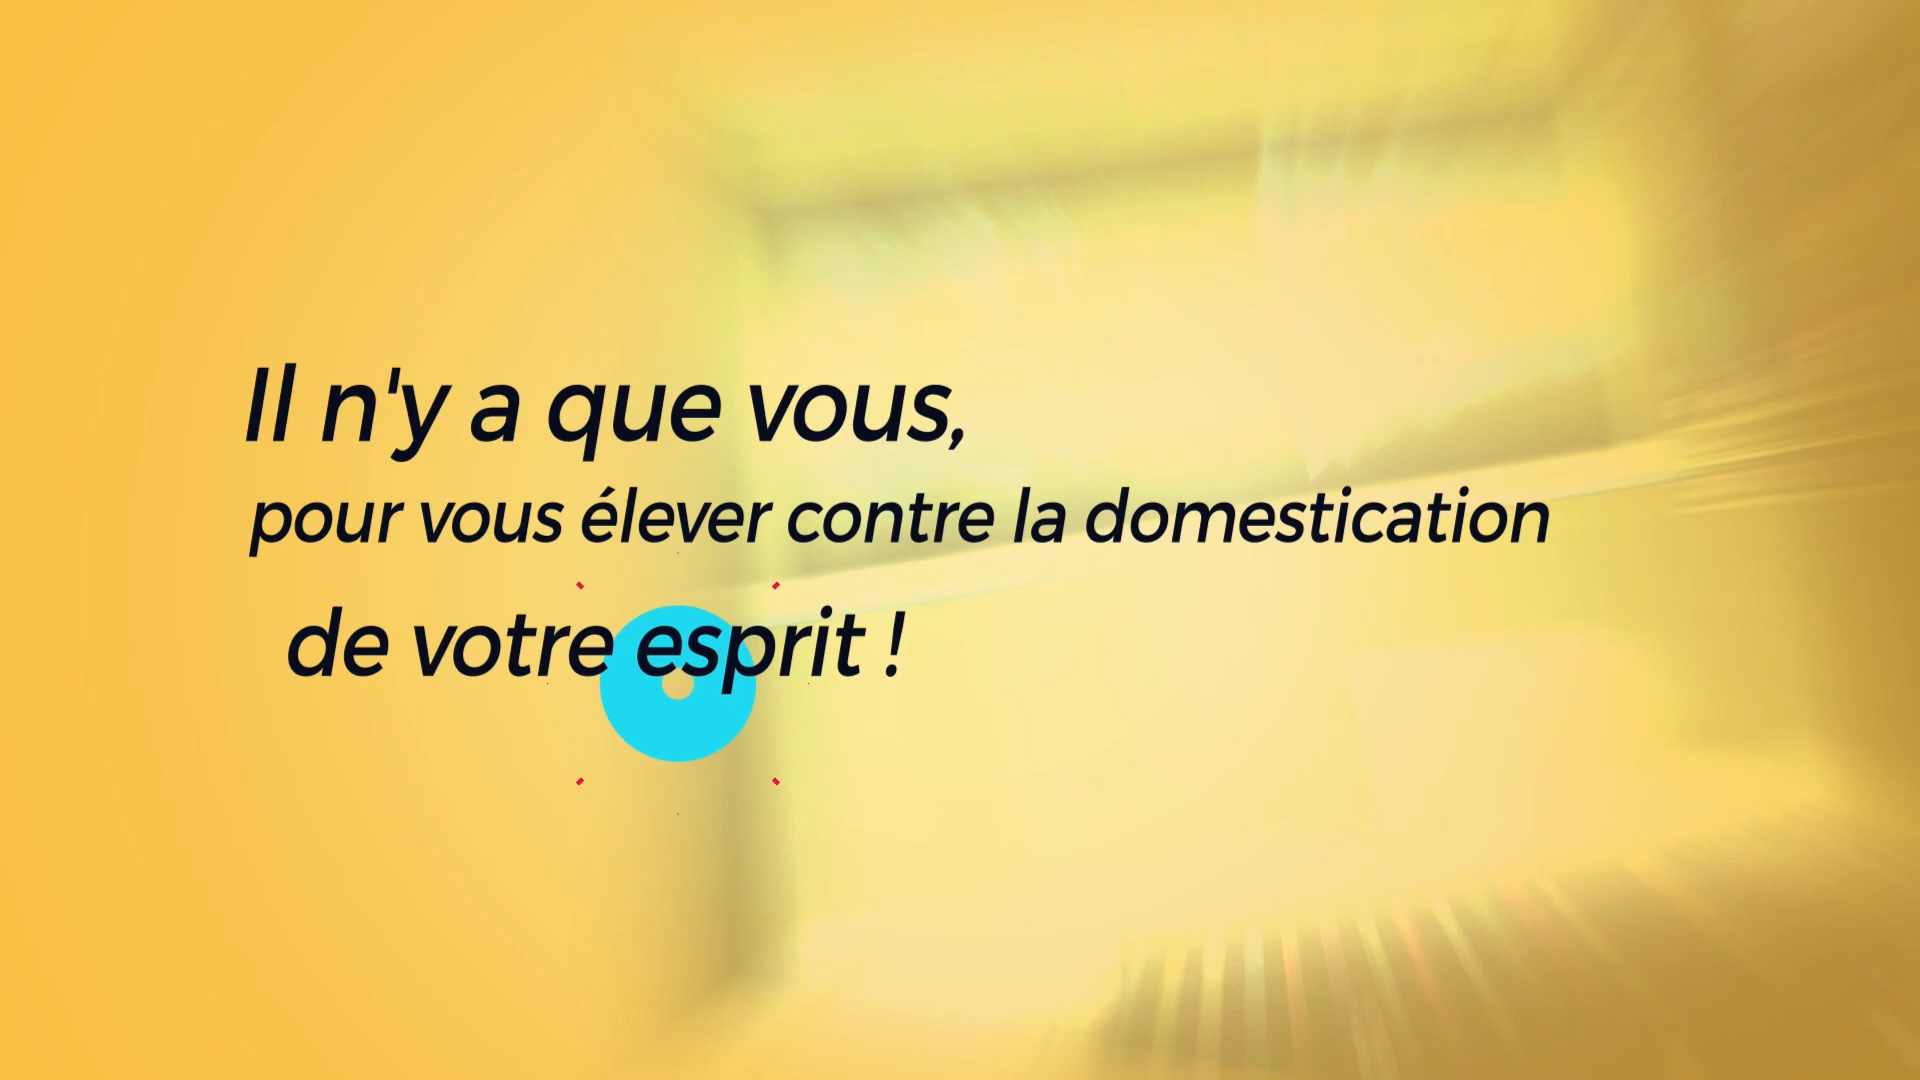 Il n'y a que vous,
pour vous élever contre la domestication
de votre esprit !